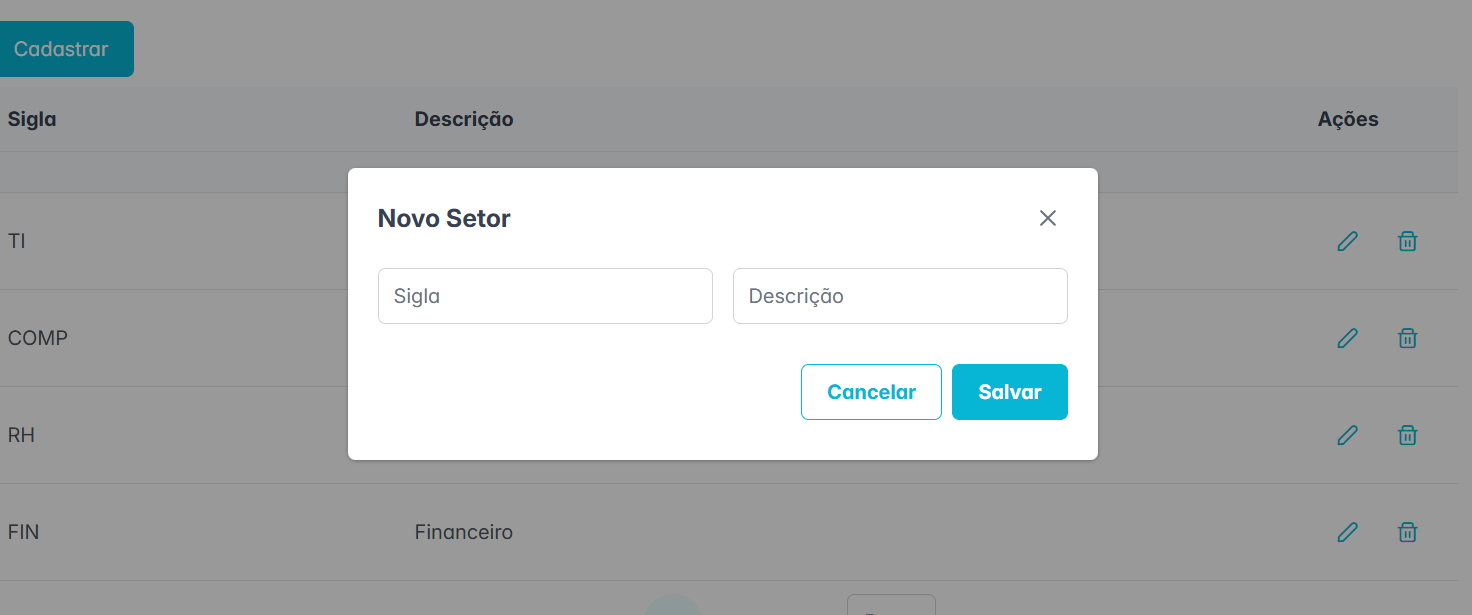 Cadastrar
Sigla Descrição Ações
Novo Setor
TI
Sigla Descrição
COMP
Cancelar Salvar
RH
FIN Financeiro